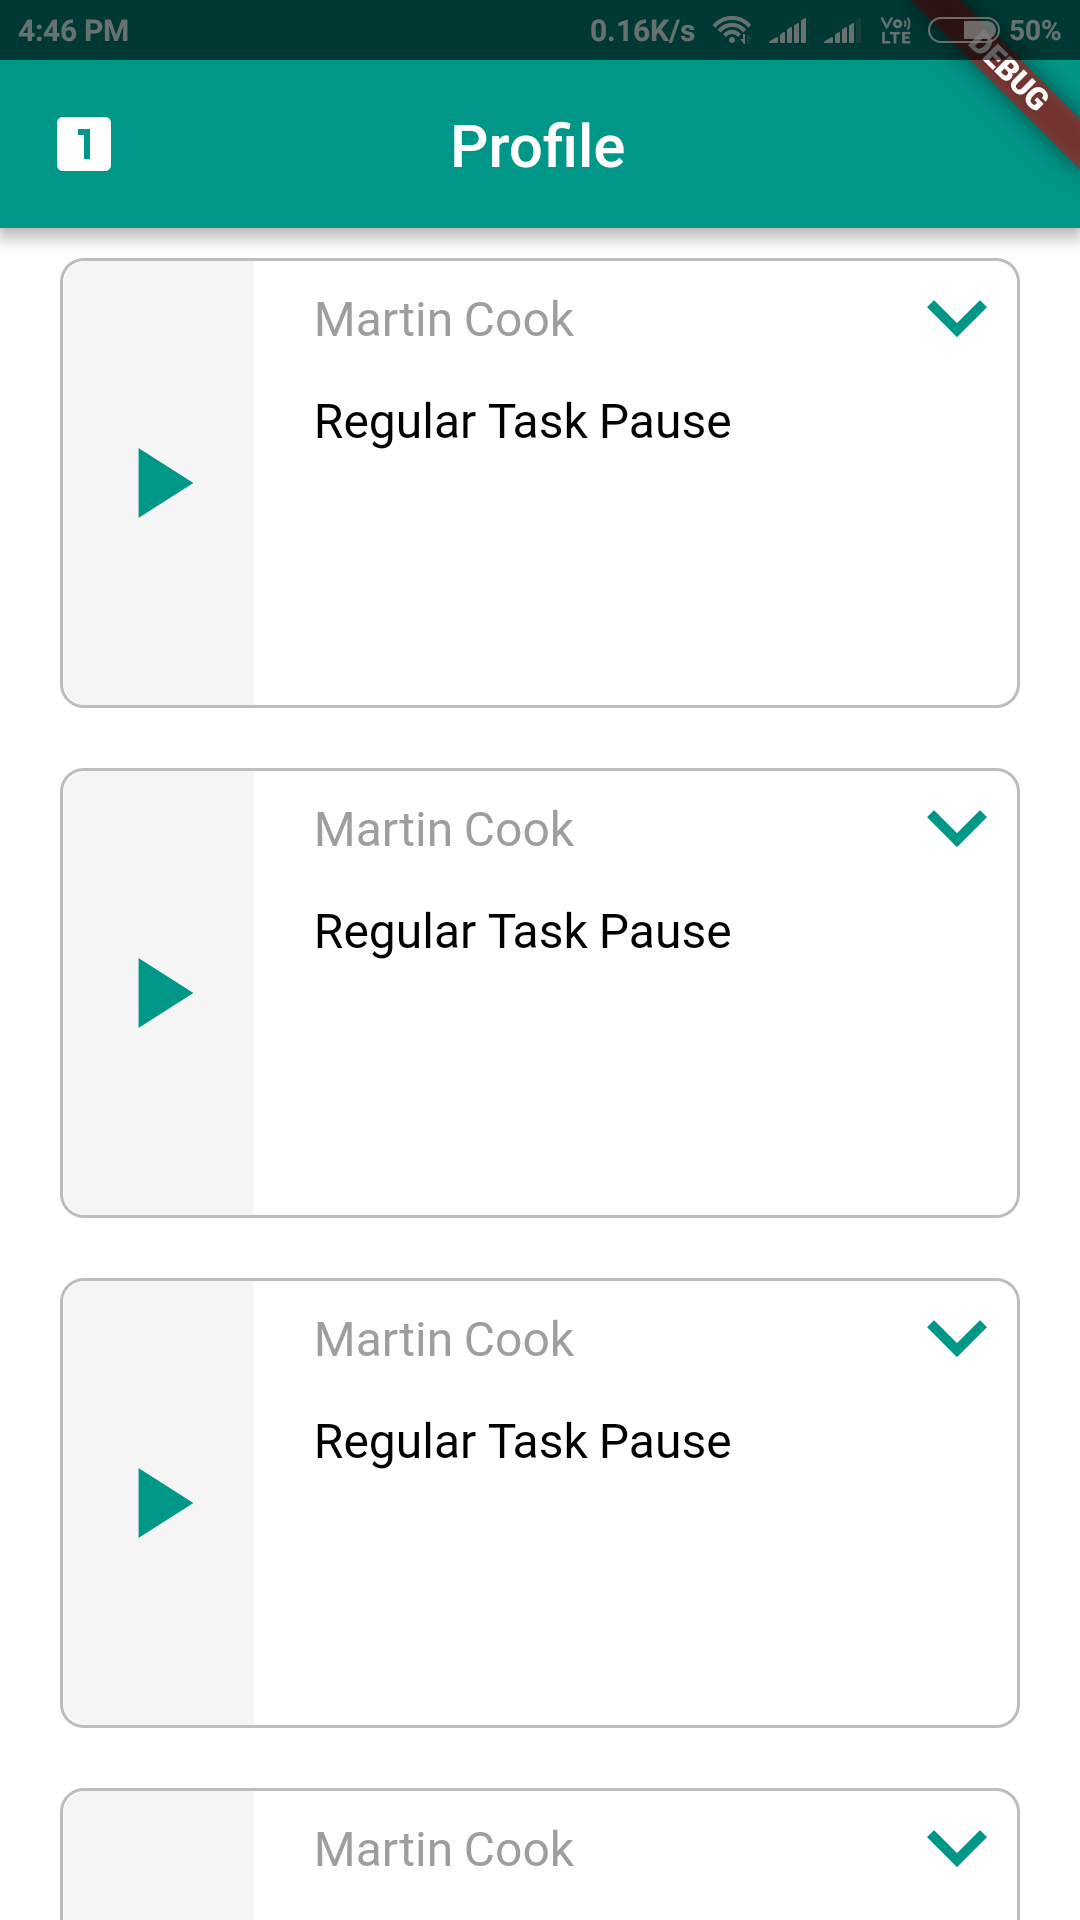 4:46 PM 0.16K/s VO LTE 50%
DEBUG
1 Profile
Martin Cook
Regular Task Pause
Martin Cook
Regular Task Pause
Martin Cook
Regular Task Pause
Martin Cook